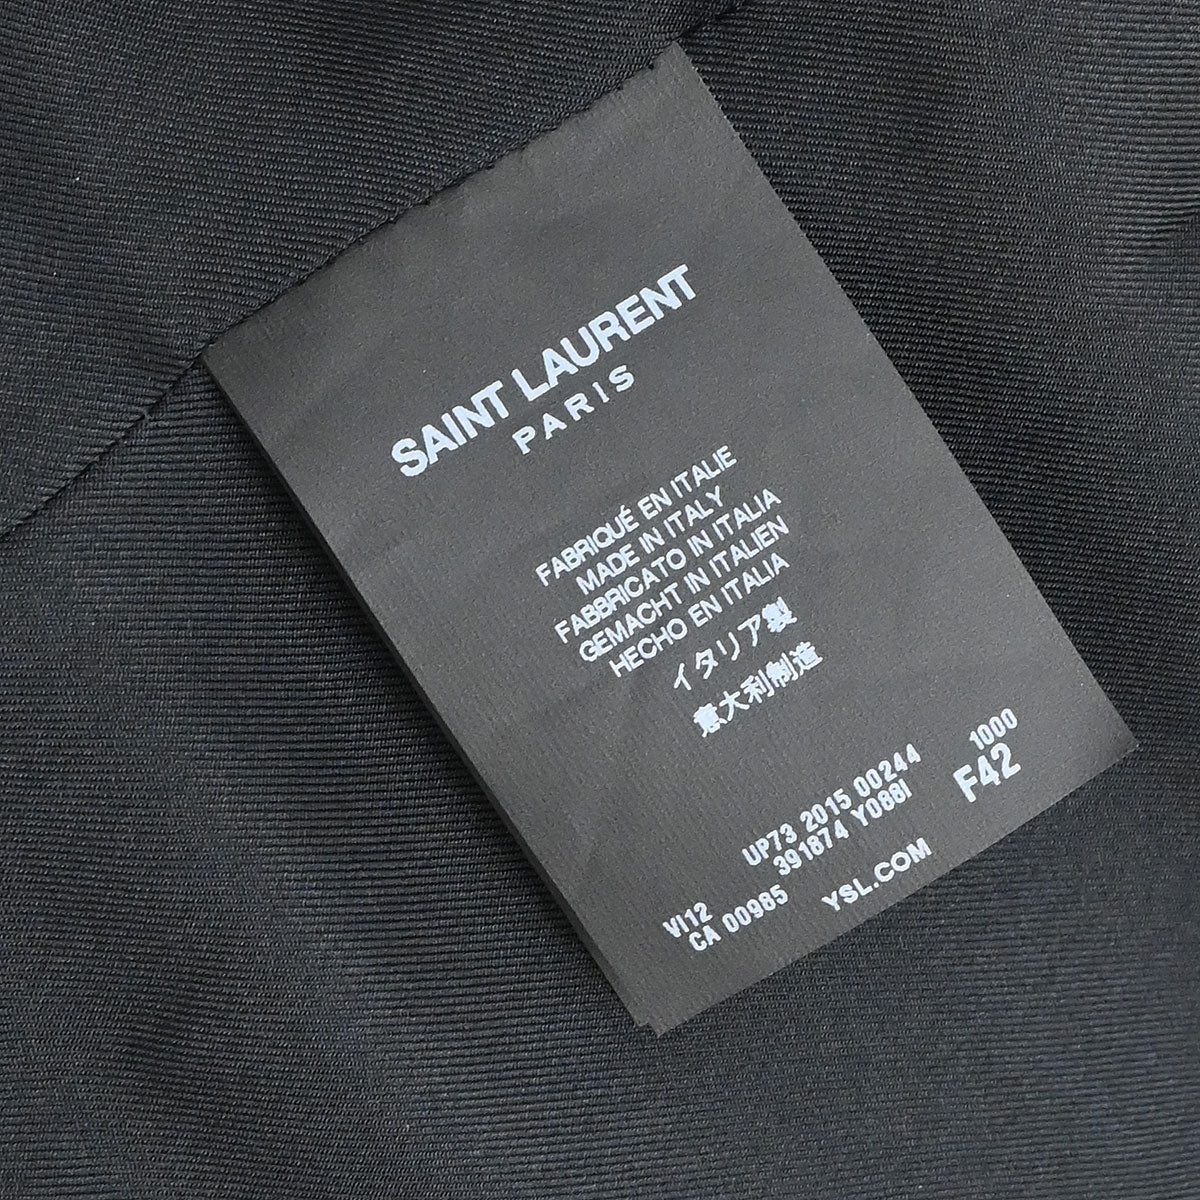 SAINT LAURENT
PARIS
FABRIQUÉ EN ITALIE
MADE IN ITALY
FABBRICATO IN ITALIA
GEMACHT IN ITALIEN
HECHO EN ITALIA
イタリア製
意大利制造
1000
UP73 2015 00244 F42
391874 Y088I
VI12
CA 00985 YSL.COM